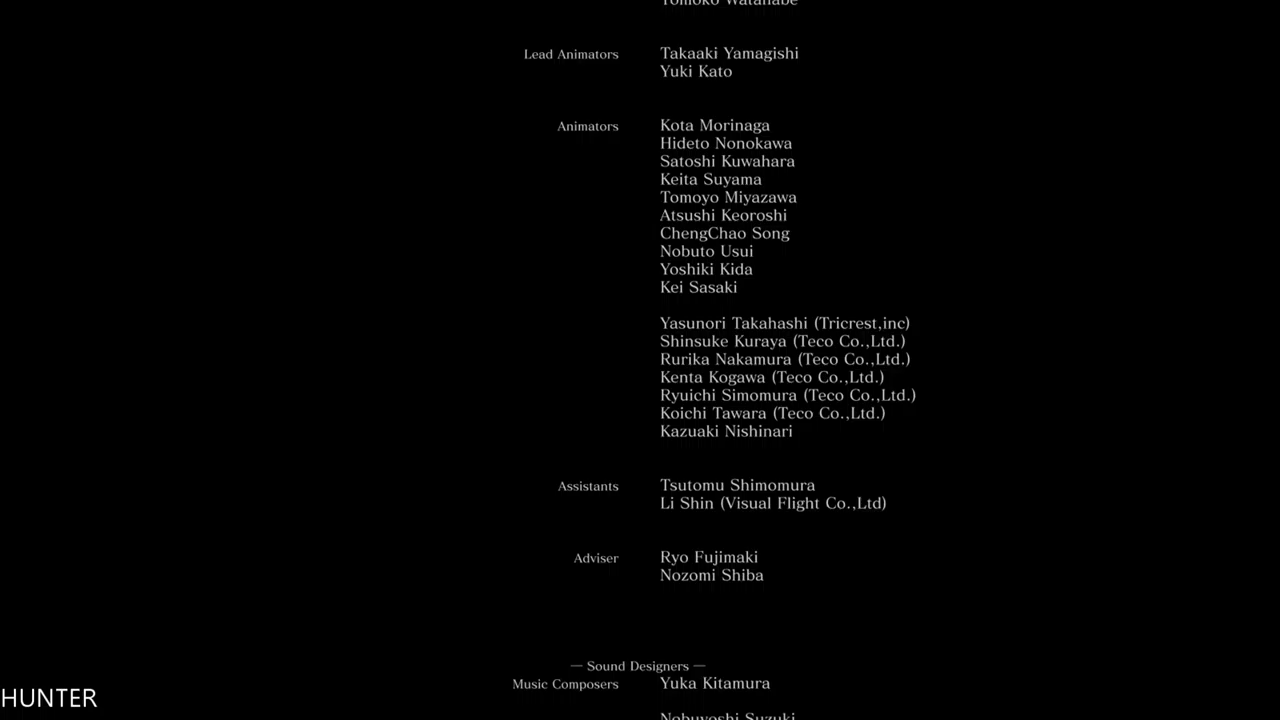 Tomoko Watanabe
Lead Animators Takaaki Yamagishi
Yuki Kato
Animators Kota Morinaga
Hideto Nonokawa
Satoshi Kuwahara
Keita Suyama
Tomoyo Miyazawa
Atsushi Keoroshi
ChengChao Song
Nobuto Usui
Yoshiki Kida
Kei Sasaki
Yasunori Takahashi (Tricrest,inc)
Shinsuke Kuraya (Teco Co.,Ltd.)
Rurika Nakamura (Teco Co.,Ltd.)
Kenta Kogawa (Teco Co.,Ltd.)
Ryuichi Simomura (Teco Co.,Ltd.)
Koichi Tawara (Teco Co.,Ltd.)
Kazuaki Nishinari
Assistants Tsutomu Shimomura
Li Shin (Visual Flight Co.,Ltd)
Adviser Ryo Fujimaki
Nozomi Shiba
— Sound Designers —
Music Composers Yuka Kitamura
HUNTER
Nobuyoshi Suzuki